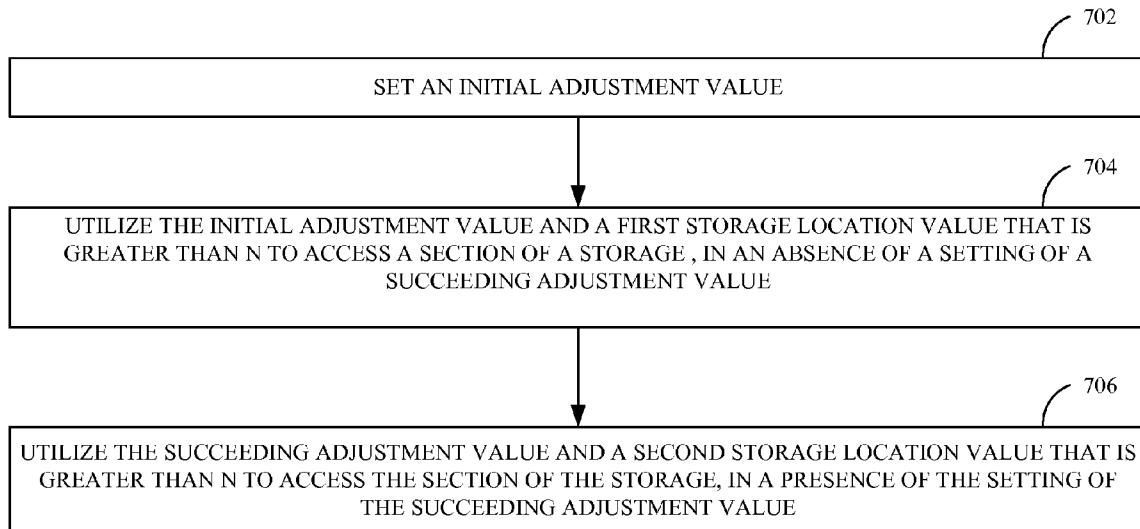 702
SET AN INITIAL ADJUSTMENT VALUE
704
UTILIZE THE INITIAL ADJUSTMENT VALUE AND A FIRST STORAGE LOCATION VALUE THAT IS
GREATER THAN N TO ACCESS A SECTION OF A STORAGE , IN AN ABSENCE OF A SETTING OF A
SUCCEEDING ADJUSTMENT VALUE
706
UTILIZE THE SUCCEEDING ADJUSTMENT VALUE AND A SECOND STORAGE LOCATION VALUE THAT IS
GREATER THAN N TO ACCESS THE SECTION OF THE STORAGE, IN A PRESENCE OF THE SETTING OF
THE SUCCEEDING ADJUSTMENT VALUE